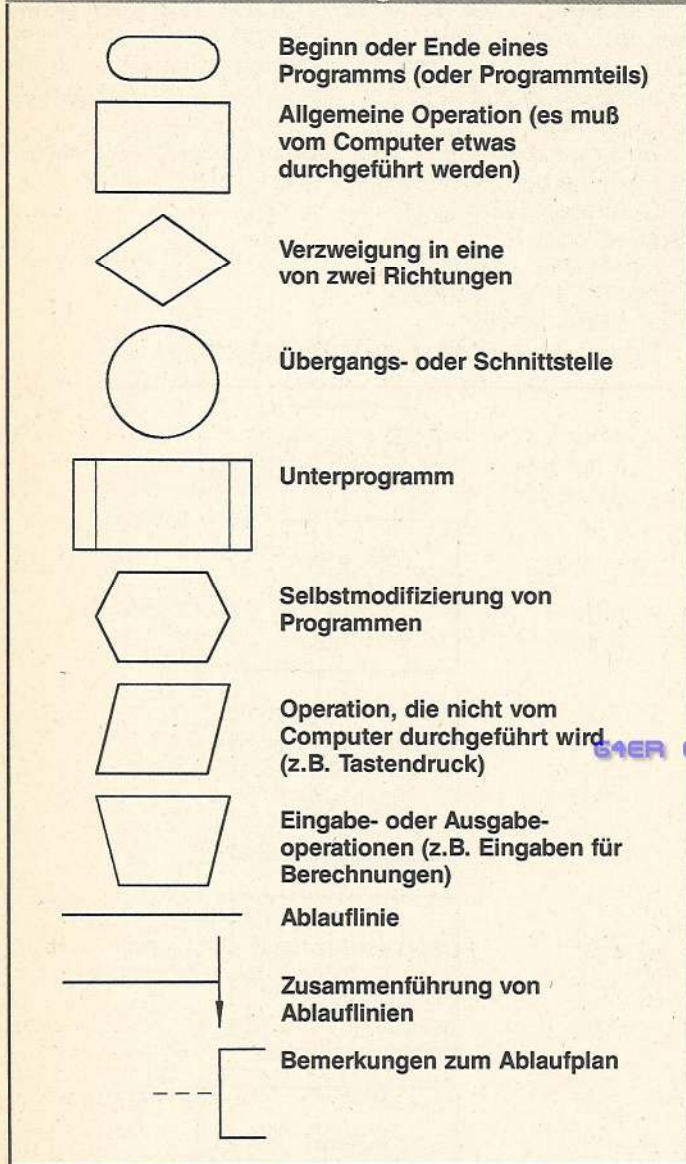 Beginn oder Ende eines
Programms (oder Programmteils)
Allgemeine Operation (es muß
vom Computer etwas
durchgeführt werden)
Verzweigung in eine
von zwei Richtungen
Übergangs- oder Schnittstelle
Unterprogramm
Selbstmodifizierung von
Programmen
Operation, die nicht vom
Computer durchgeführt wird
(z.B. Tastendruck)
64ER
Eingabe- oder Ausgabe-
operationen (z.B. Eingaben für
Berechnungen)
Ablauflinie
Zusammenführung von
Ablauflinien
Bemerkungen zum Ablaufplan